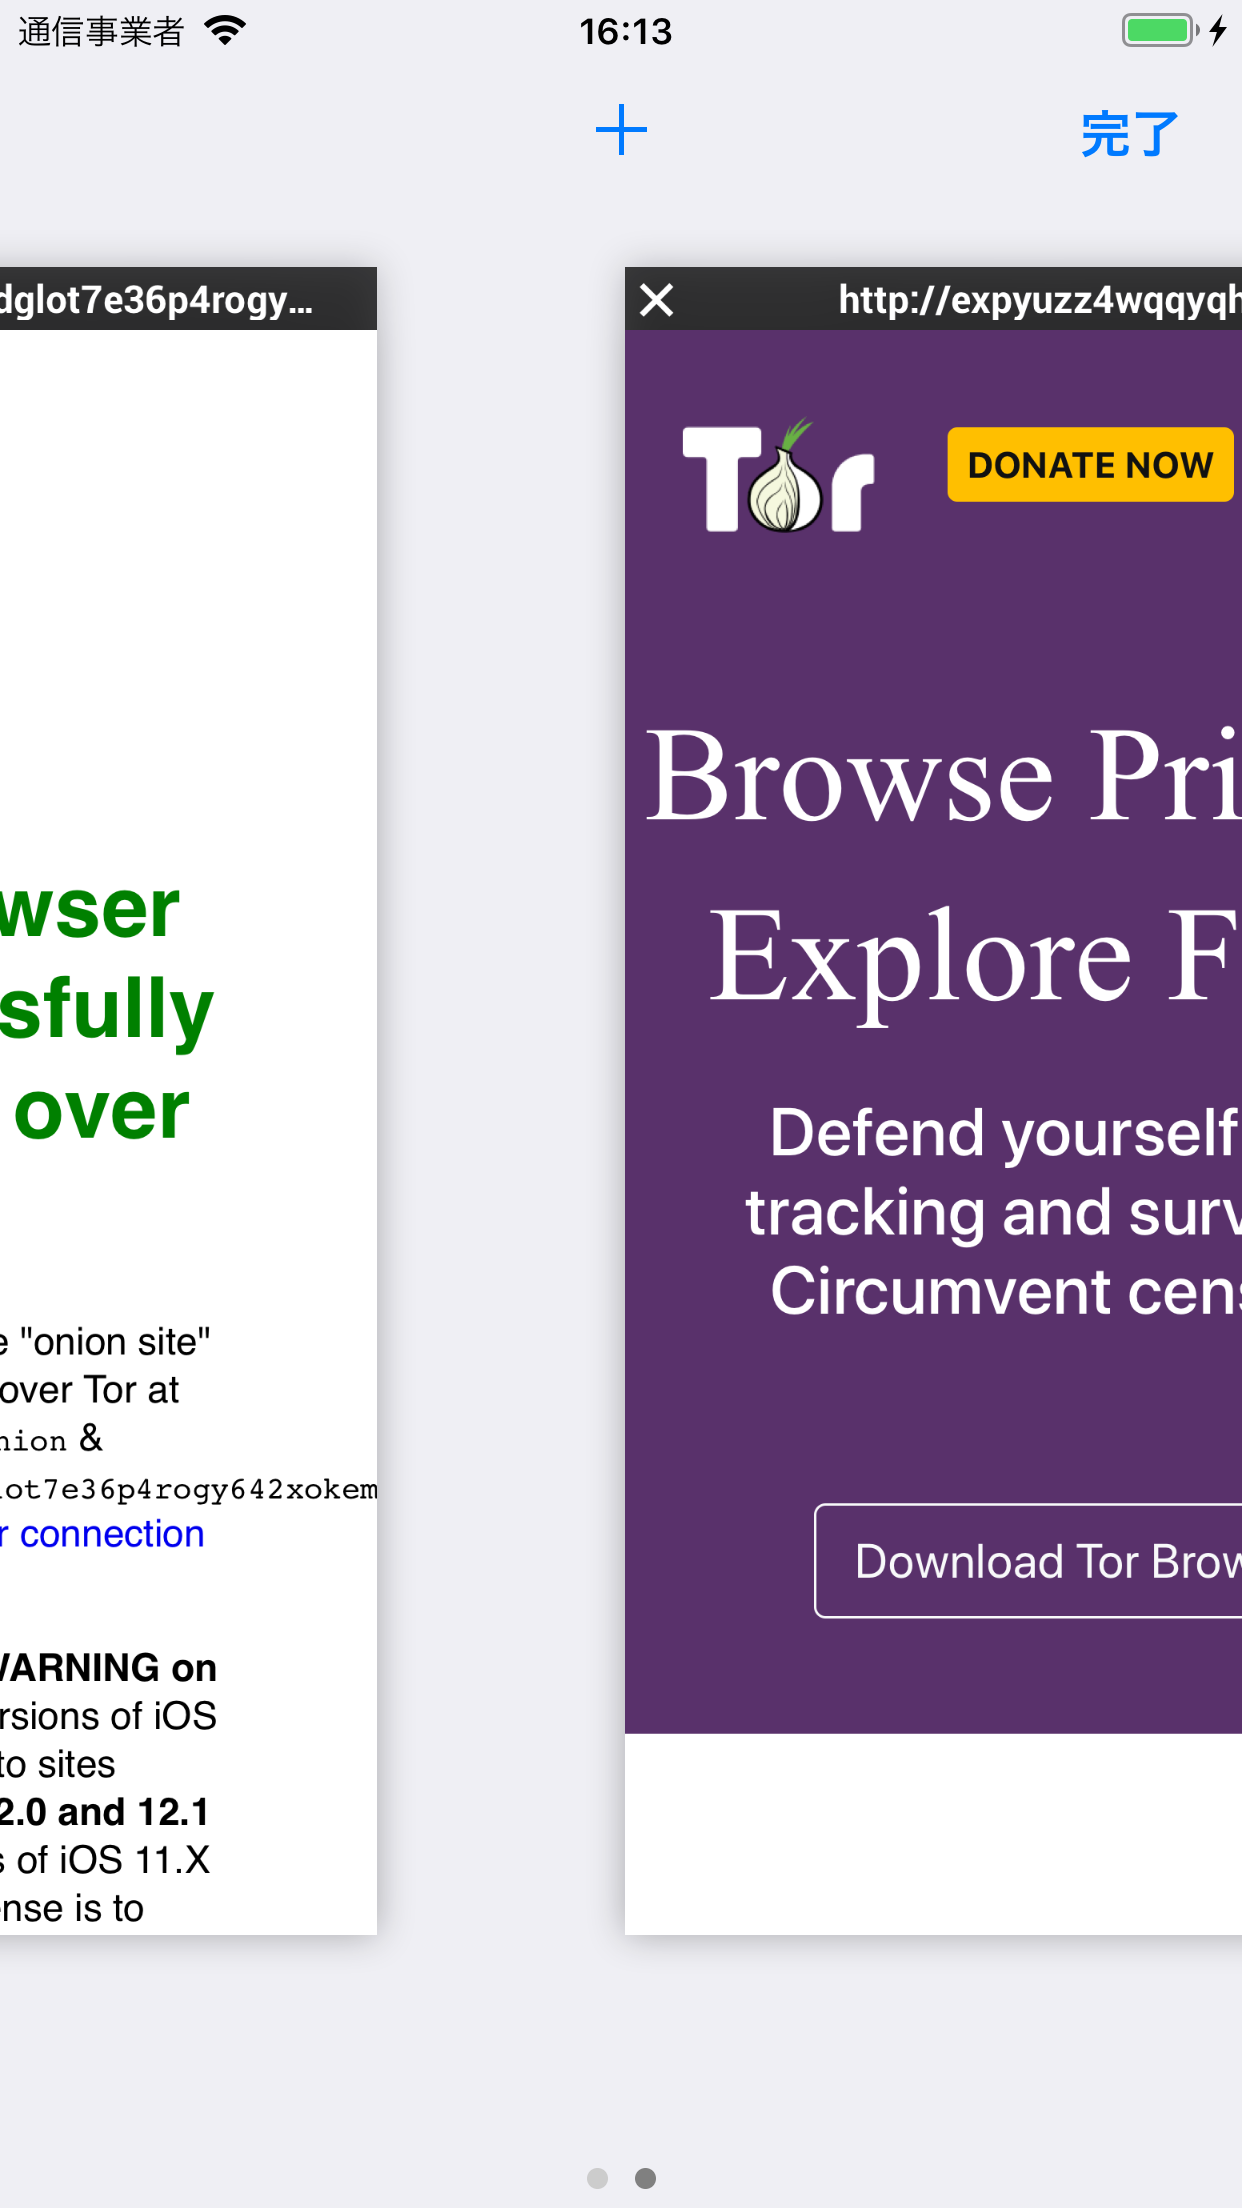 通信事業者
16:13
完了
dglot7e36p4rogy...
wser
sfully
over
e "onion site"
over Tor at
nion &
lot7e36p4rogy642xokem
r connection
WARNING on
rsions of iOS
to sites
2.0 and 12.1
s of iOS 11.X
ense is to
http://expyuzz4wqqyqh
Tor
DONATE NOW
Browse Pri
Explore F
Defend yourself
tracking and surv
Circumvent cens
Download Tor Brow